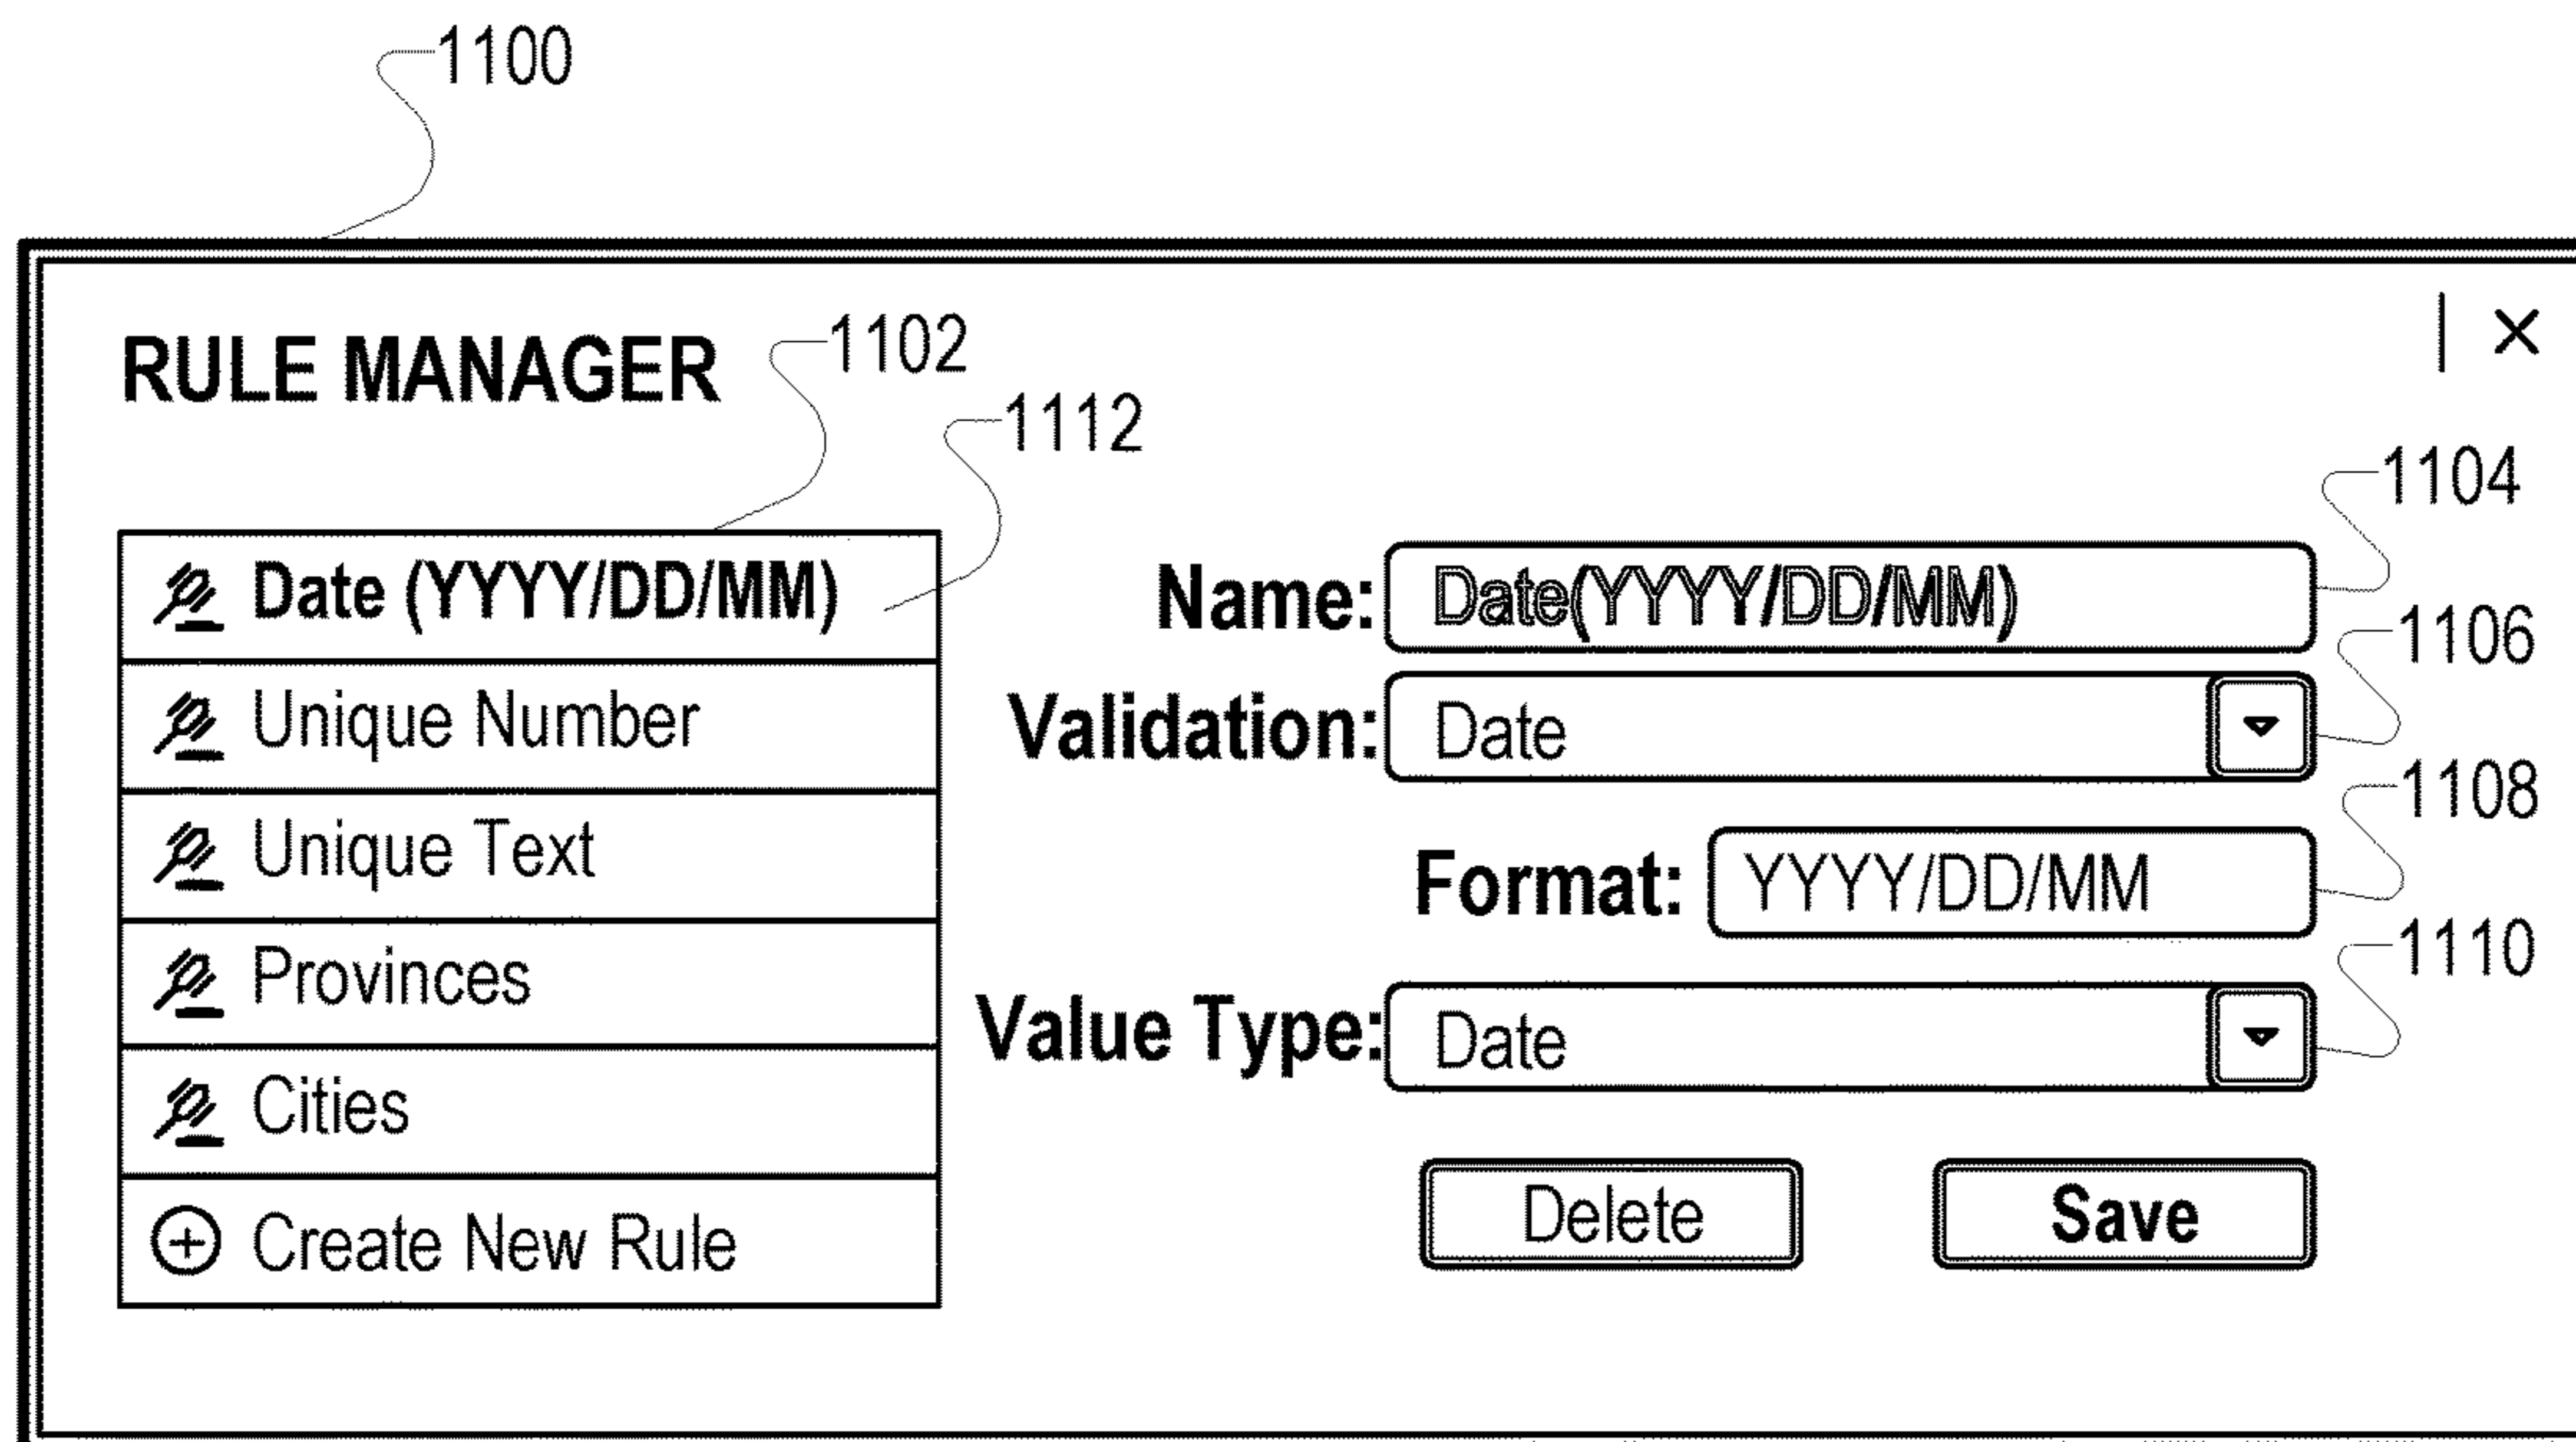 1100
RULE MANAGER
1102
×
1112
1104
Date (YYYY/DD/MM)
Name: Date(YYYY/DD/MM)
1106
Unique Number
Validation: Date
1108
Unique Text
Format: YYYY/DD/MM
1110
Provinces
Value Type: Date
Cities
Delete
Save
Create New Rule